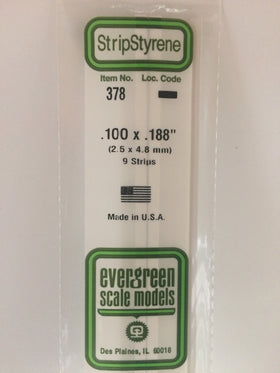 StripStyrene
Item No. Loc. Code
378
.100 x .188"
(2.5 x 4.8 mm)
9 Strips
Made in U.S.A.
evergreen
scale models
Des Plaines, IL 60018